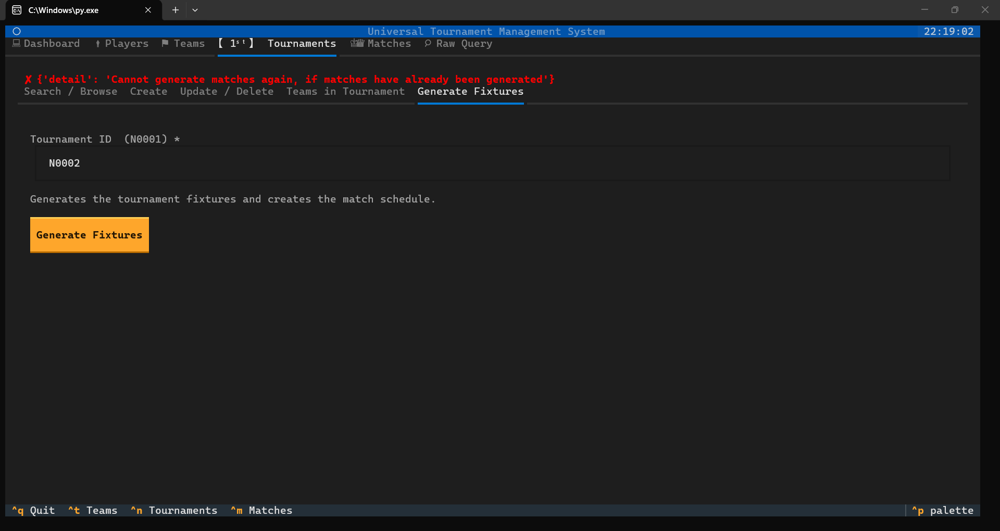 C:\Windows\py.exe
Universal Tournament Management System 22:19:02
Dashboard Players Teams 【 1ˢᵗ】 Tournaments Matches Raw Query
✗ {'detail': 'Cannot generate matches again, if matches have already been generated'}
Search / Browse Create Update / Delete Teams in Tournament Generate Fixtures
Tournament ID (N0001) *
N0002
Generates the tournament fixtures and creates the match schedule.
Generate Fixtures
^q Quit ^t Teams ^n Tournaments ^m Matches ^p palette